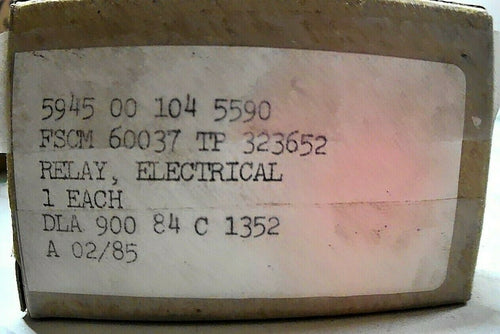 5945 00 104 5590
FSCM 60037 TP 323652
RELAY, ELECTRICAL
1 EACH
DLA 900 84 C 1352
A 02/85